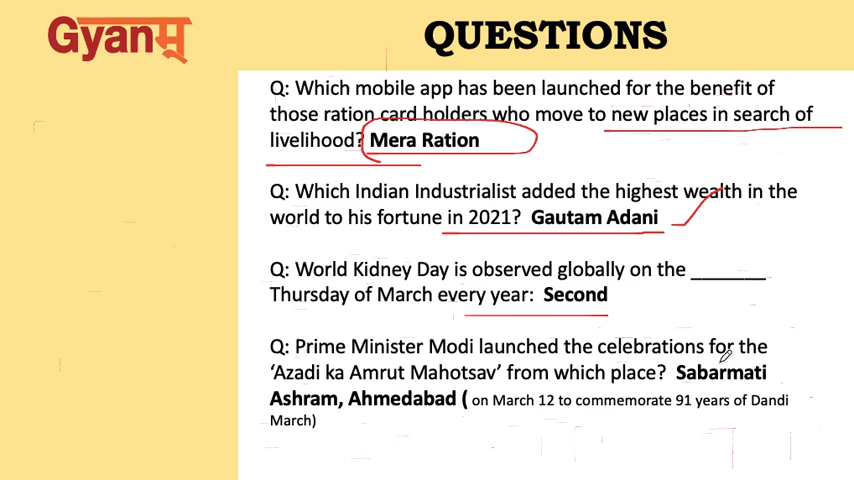 Gyanम्
QUESTIONS
Q: Which mobile app has been launched for the benefit of
those ration card holders who move to new places in search of
livelihood? Mera Ration
Q: Which Indian Industrialist added the highest wealth in the
world to his fortune in 2021? Gautam Adani
Q: World Kidney Day is observed globally on the _______
Thursday of March every year: Second
Q: Prime Minister Modi launched the celebrations for the
‘Azadi ka Amrut Mahotsav’ from which place? Sabarmati
Ashram, Ahmedabad ( on March 12 to commemorate 91 years of Dandi
March)